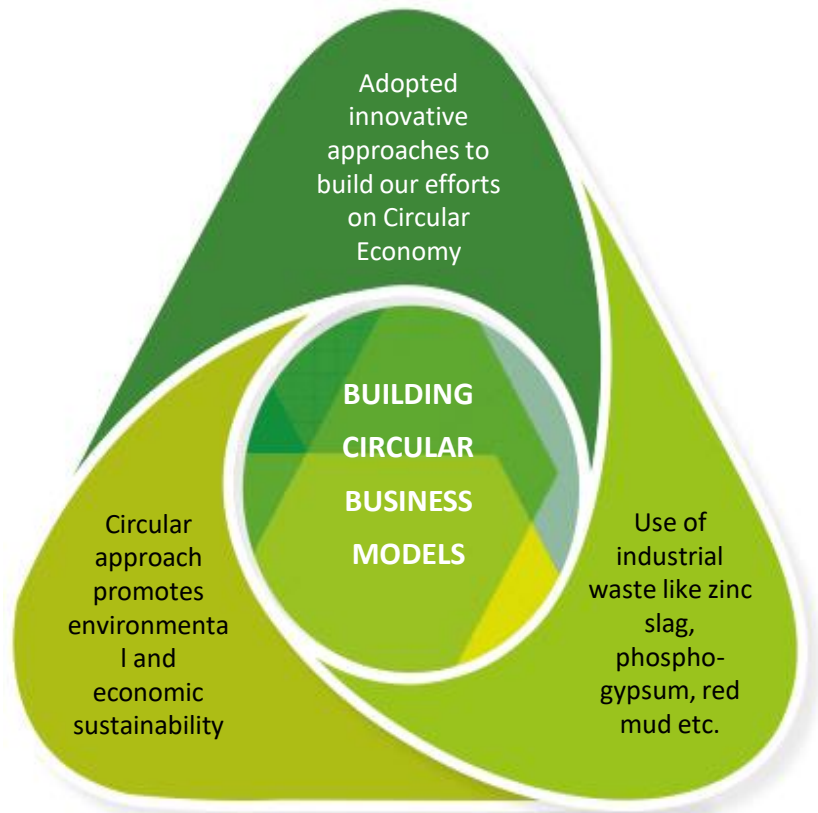 Adopted
innovative
approaches to
build our efforts
on Circular
Economy
BUILDING
CIRCULAR
BUSINESS
MODELS
Circular
approach
promotes
environmenta
l and
economic
sustainability
Use of
industrial
waste like zinc
slag,
phospho-
gypsum, red
mud etc.